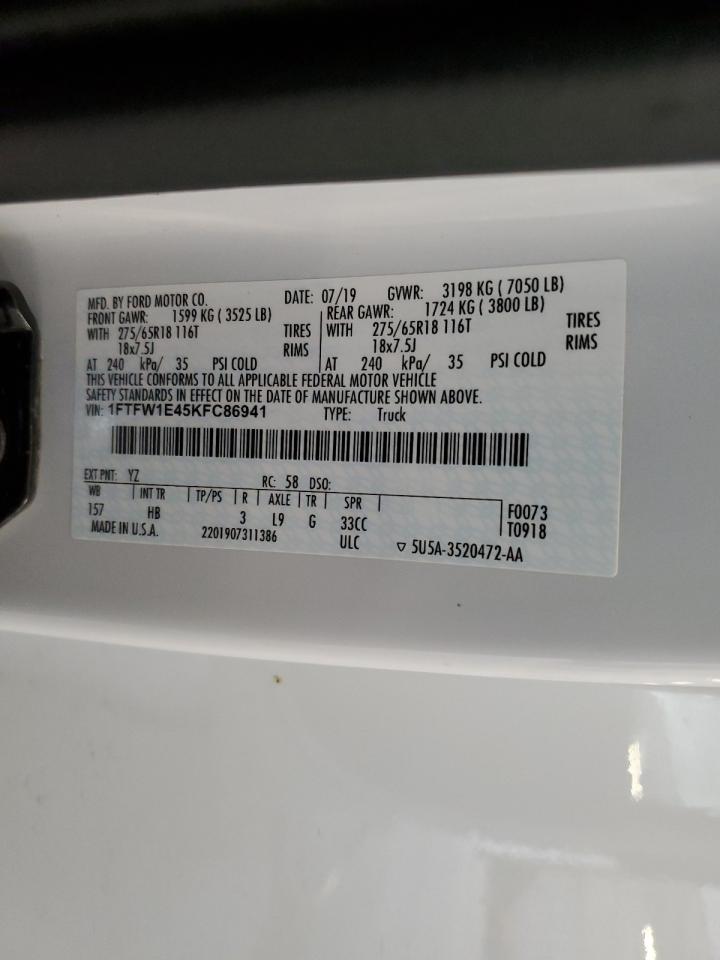 MFD. BY FORD MOTOR CO. DATE: 07/19 GVWR: 3198 KG ( 7050 LB)
FRONT GAWR: 1599 KG ( 3525 LB) REAR GAWR: 1724 KG ( 3800 LB)
WITH 275/65R18 116T TIRES WITH 275/65R18 116T TIRES
18x7.5J RIMS 18x7.5J RIMS
AT 240 kPa/ 35 PSI COLD AT 240 kPa/ 35 PSI COLD
THIS VEHICLE CONFORMS TO ALL APPLICABLE FEDERAL MOTOR VEHICLE
SAFETY STANDARDS IN EFFECT ON THE DATE OF MANUFACTURE SHOWN ABOVE.
VIN: 1FTFW1E45KFC86941 TYPE: Truck
EXT PNT: YZ RC: 58 DSO:
WB INT TR TP/PS R AXLE TR SPR F0073
157 HB 3 L9 G 33CC T0918
MADE IN U.S.A. 2201907311386 ULC ▽ 5U5A-3520472-AA